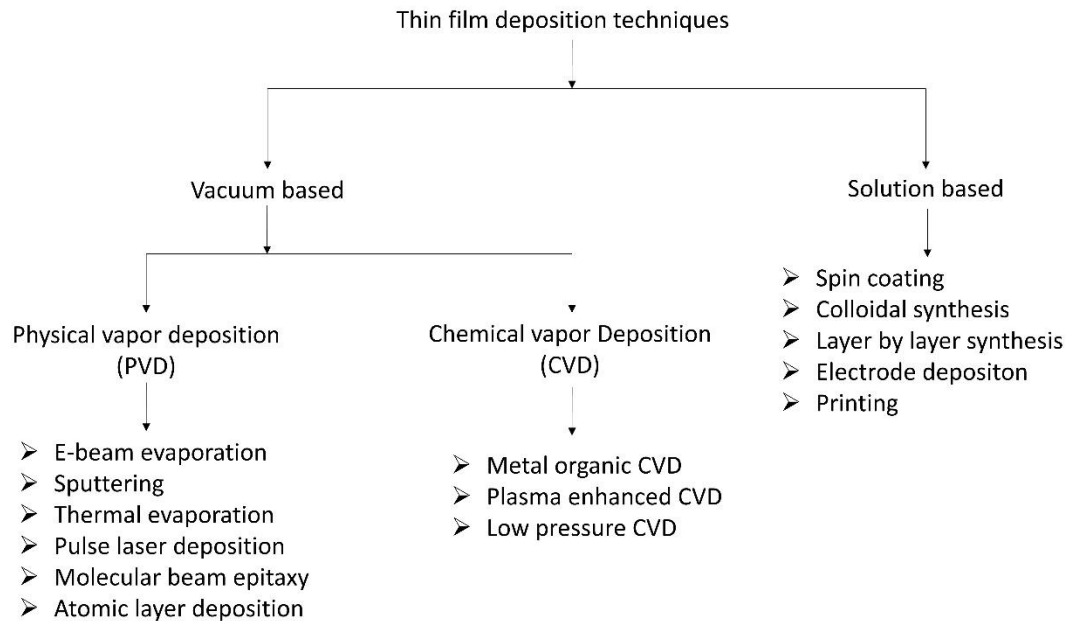 Thin film deposition techniques
Vacuum based
Solution based
Physical vapor deposition
(PVD)
Chemical vapor Deposition
(CVD)
➢ Spin coating
➢ Colloidal synthesis
➢ Layer by layer synthesis
➢ Electrode depositon
➢ Printing
➢ E-beam evaporation
➢ Sputtering
➢ Thermal evaporation
➢ Pulse laser deposition
➢ Molecular beam epitaxy
➢ Atomic layer deposition
➢ Metal organic CVD
➢ Plasma enhanced CVD
➢ Low pressure CVD